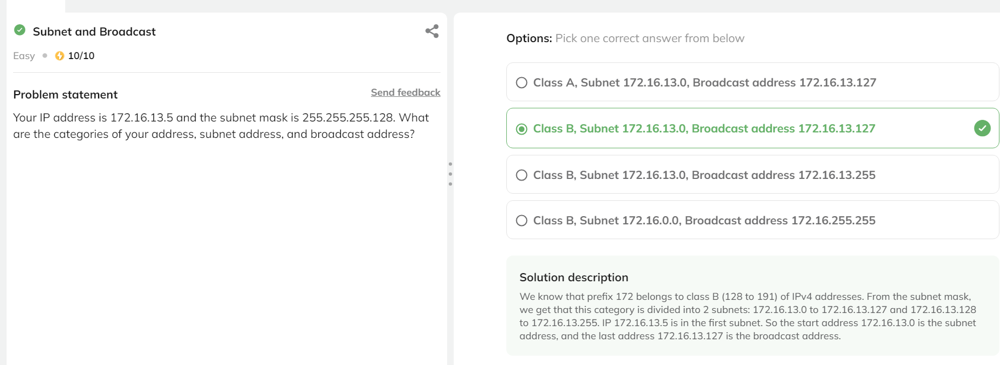 Subnet and Broadcast
Easy
10/10
Problem statement
Send feedback
Your IP address is 172.16.13.5 and the subnet mask is 255.255.255.128. What
are the categories of your address, subnet address, and broadcast address?
Options: Pick one correct answer from below
Class A, Subnet 172.16.13.0, Broadcast address 172.16.13.127
Class B, Subnet 172.16.13.0, Broadcast address 172.16.13.127
Class B, Subnet 172.16.13.0, Broadcast address 172.16.13.255
Class B, Subnet 172.16.0.0, Broadcast address 172.16.255.255
Solution description
We know that prefix 172 belongs to class B (128 to 191) of IPv4 addresses. From the subnet mask,
we get that this category is divided into 2 subnets: 172.16.13.0 to 172.16.13.127 and 172.16.13.128
to 172.16.13.255. IP 172.16.13.5 is in the first subnet. So the start address 172.16.13.0 is the subnet
address, and the last address 172.16.13.127 is the broadcast address.